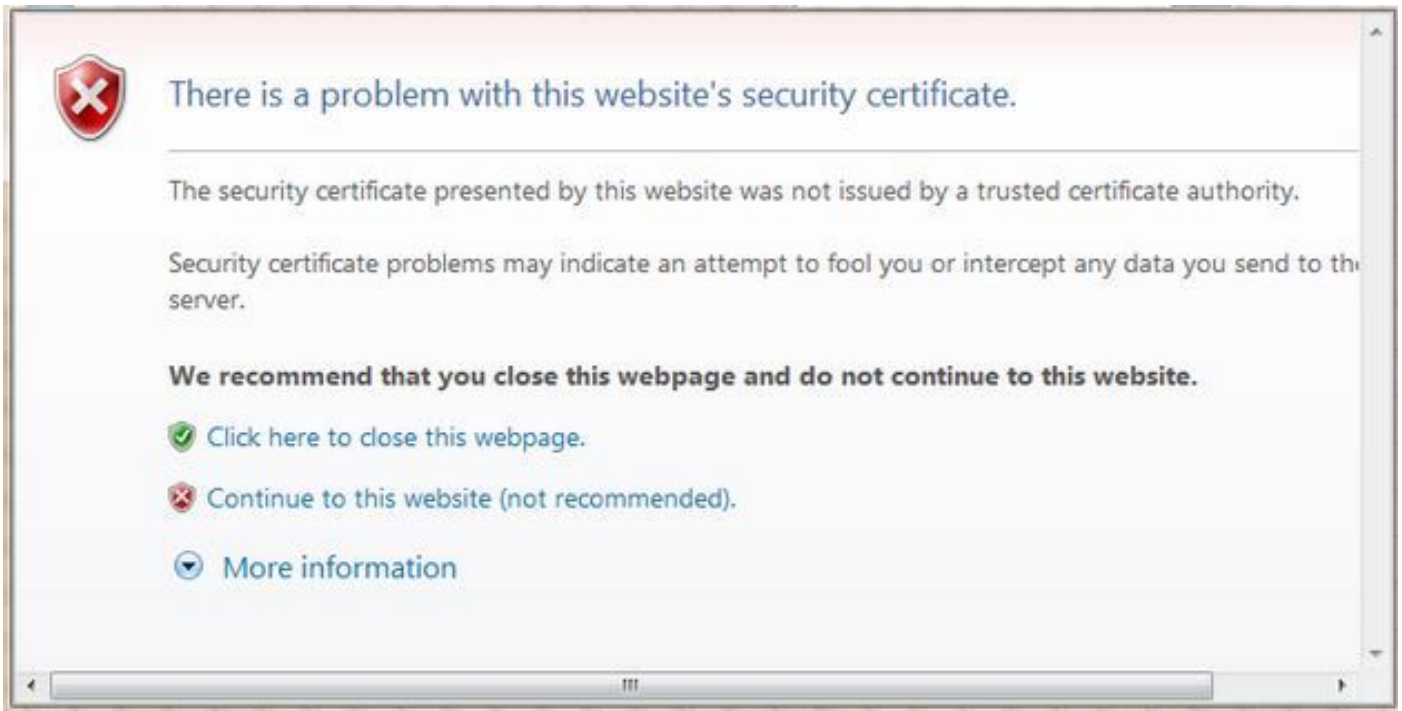 There is a problem with this website's security certificate.
The security certificate presented by this website was not issued by a trusted certificate authority.
Security certificate problems may indicate an attempt to fool you or intercept any data you send to
server.
We recommend that you close this webpage and do not continue to this website.
Click here to close this webpage.
Continue to this website (not recommended).
More information